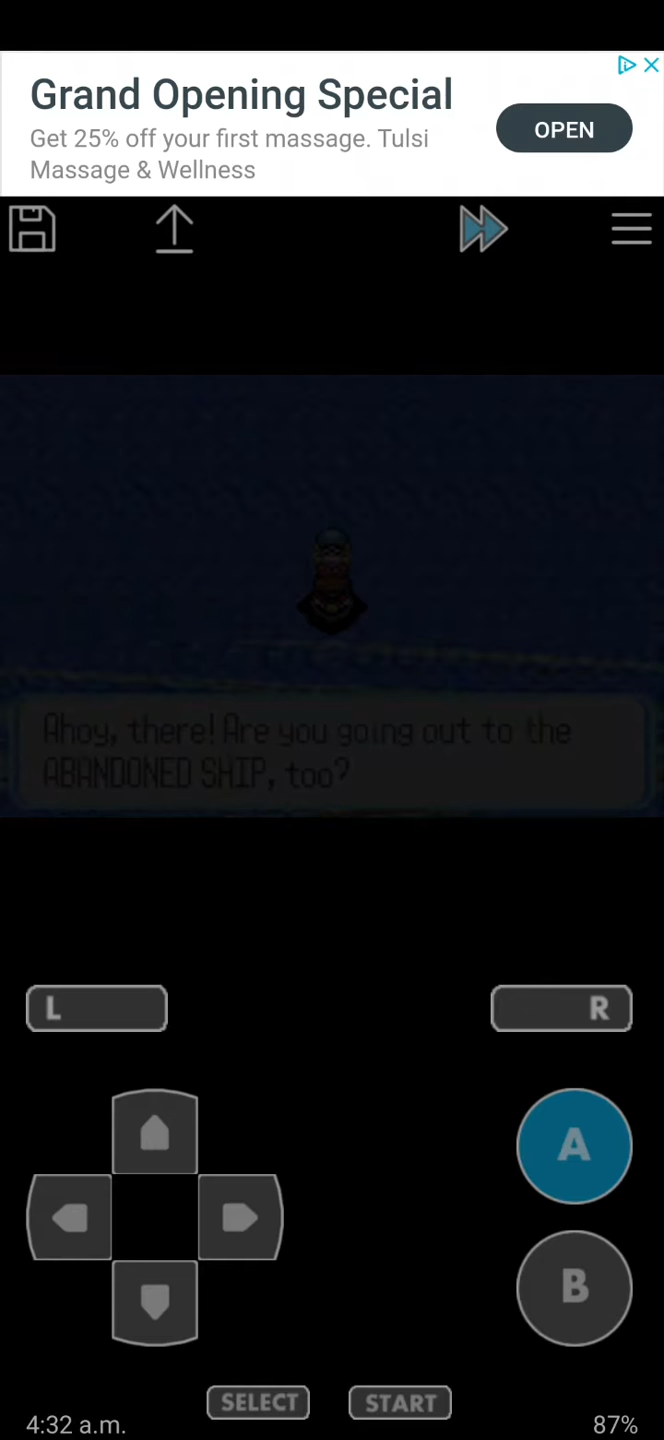 Grand Opening Special
Get 25% off your first massage. Tulsi
Massage & Wellness
OPEN
Ahoy, there! Are you going out to the
ABANDONED SHIP, too?
L
R
A
B
SELECT
START
4:32 a.m.
87%